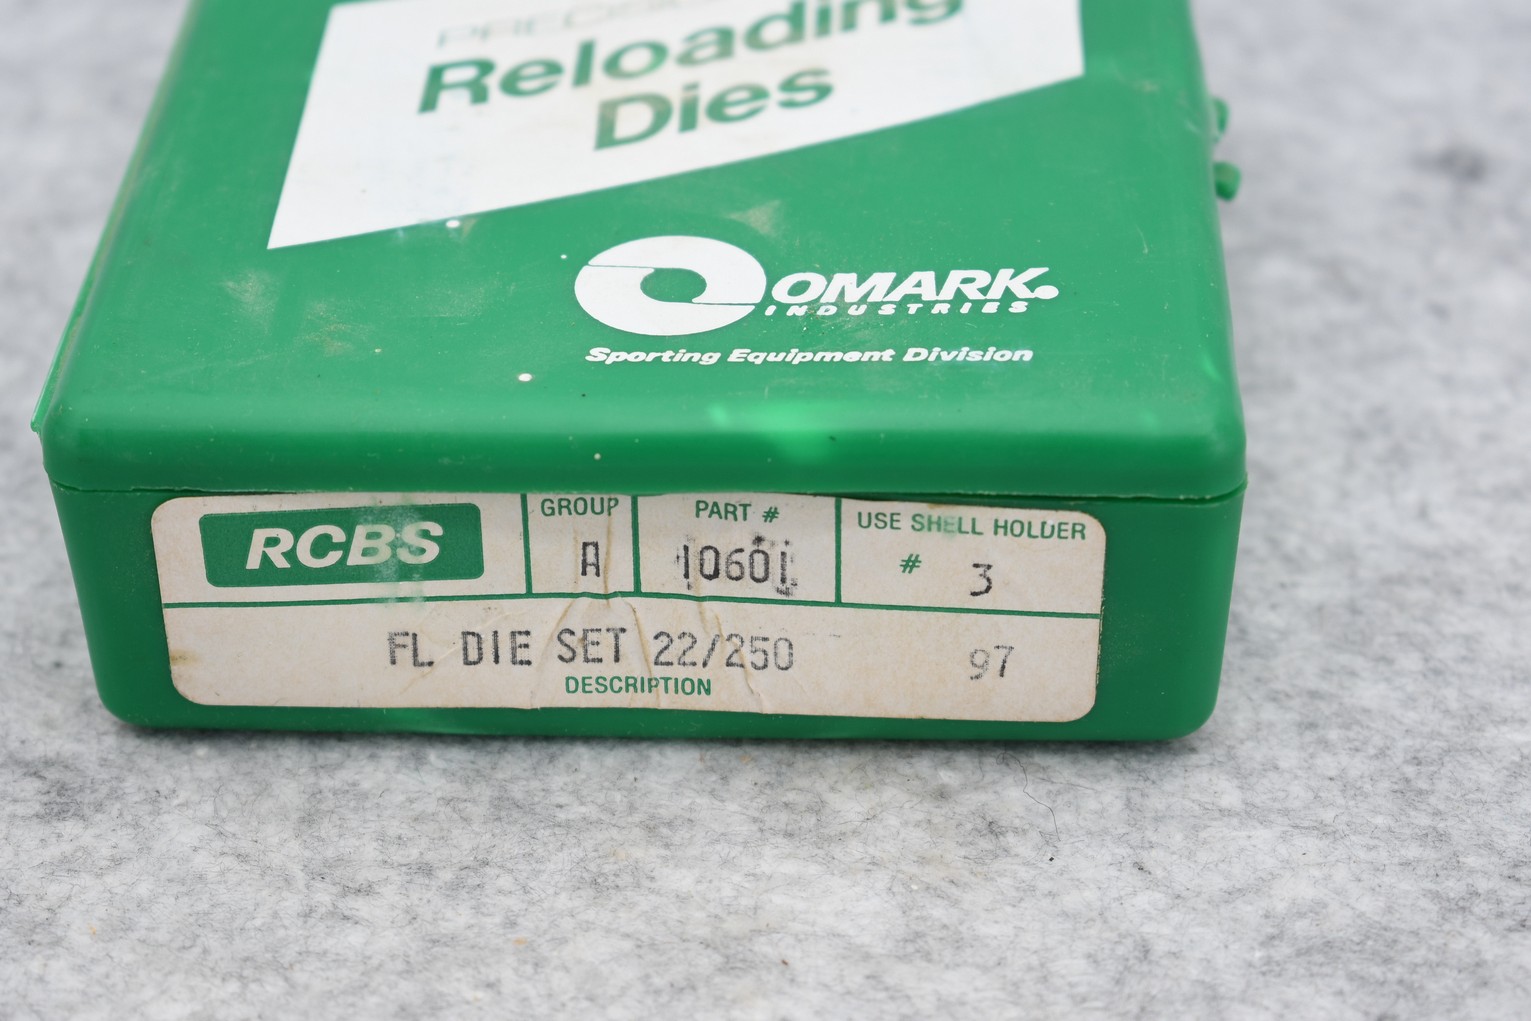 Reloading
Dies
OMARK
INDUSTRIES
Sporting Equipment Division
RCBS
GROUP
A
PART #
10601
USE SHELL HOLDER
# 3
FL DIE SET 22/250 97
DESCRIPTION